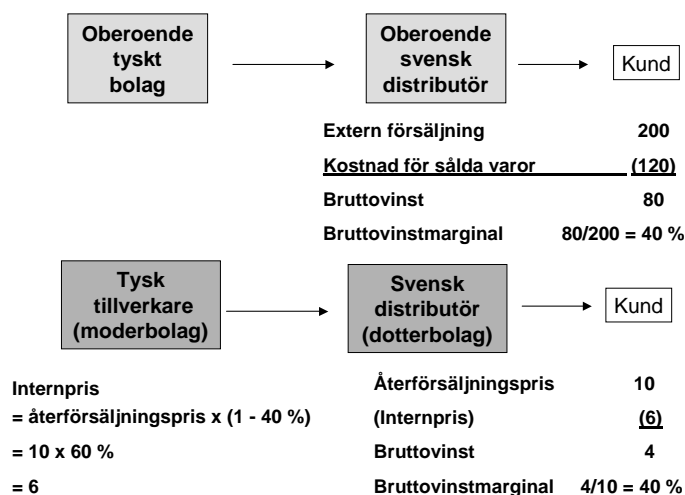 Oberoende
tyskt
bolag
Oberoende
svensk
distributör
Kund
Extern försäljning 200
Kostnad för sålda varor (120)
Bruttovinst 80
Bruttovinstmarginal 80/200 = 40 %
Tysk
tillverkare
(moderbolag)
Svensk
distributör
(dotterbolag)
Kund
Internpris
= återförsäljningspris x (1 - 40 %)
= 10 x 60 %
= 6
Återförsäljningspris 10
(Internpris) (6)
Bruttovinst 4
Bruttovinstmarginal 4/10 = 40 %